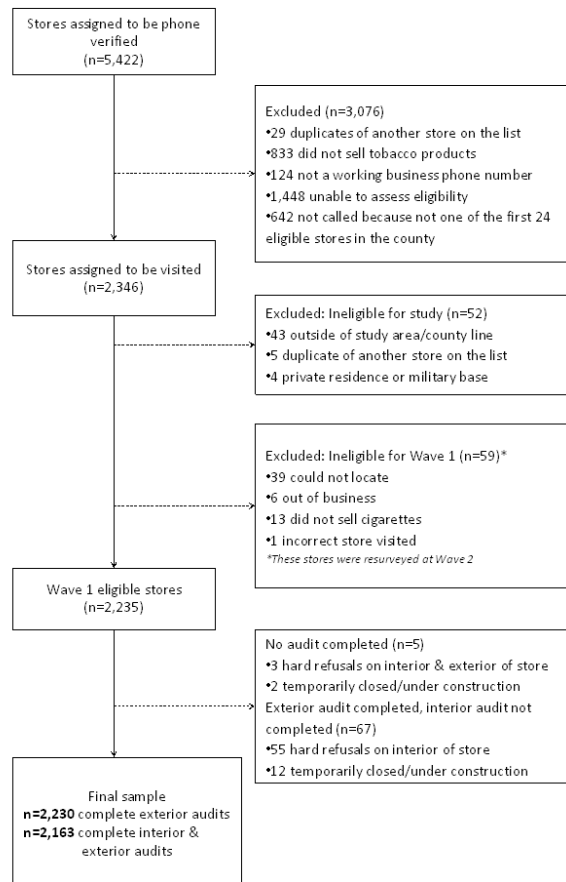 Stores assigned to be phone
verified
(n=5,422)
Excluded (n=3,076)
•29 duplicates of another store on the list
•833 did not sell tobacco products
•124 not a working business phone number
•1,448 unable to assess eligibility
•642 not called because not one of the first 24
eligible stores in the county
Stores assigned to be visited
(n=2,346)
Excluded: Ineligible for study (n=52)
•43 outside of study area/county line
•5 duplicate of another store on the list
•4 private residence or military base
Excluded: Ineligible for Wave 1 (n=59)*
•39 could not locate
•6 out of business
•13 did not sell cigarettes
•1 incorrect store visited
*These stores were resurveyed at Wave 2
Wave 1 eligible stores
(n=2,235)
No audit completed (n=5)
•3 hard refusals on interior & exterior of store
•2 temporarily closed/under construction
Exterior audit completed, interior audit not
completed (n=67)
•55 hard refusals on interior of store
•12 temporarily closed/under construction
Final sample
n=2,230 complete exterior audits
n=2,163 complete interior &
exterior audits